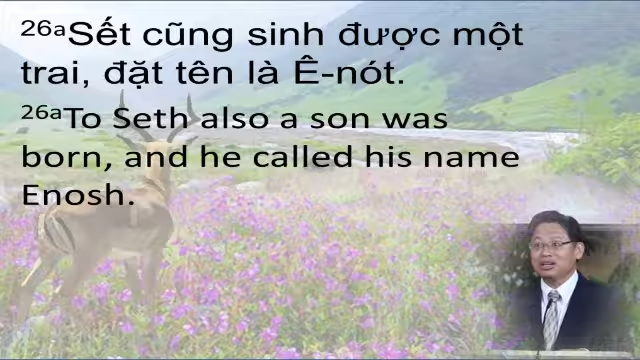 26aSết cũng sinh được một
trai, đặt tên là Ê-nót.
26aTo Seth also a son was
born, and he called his name
Enosh.